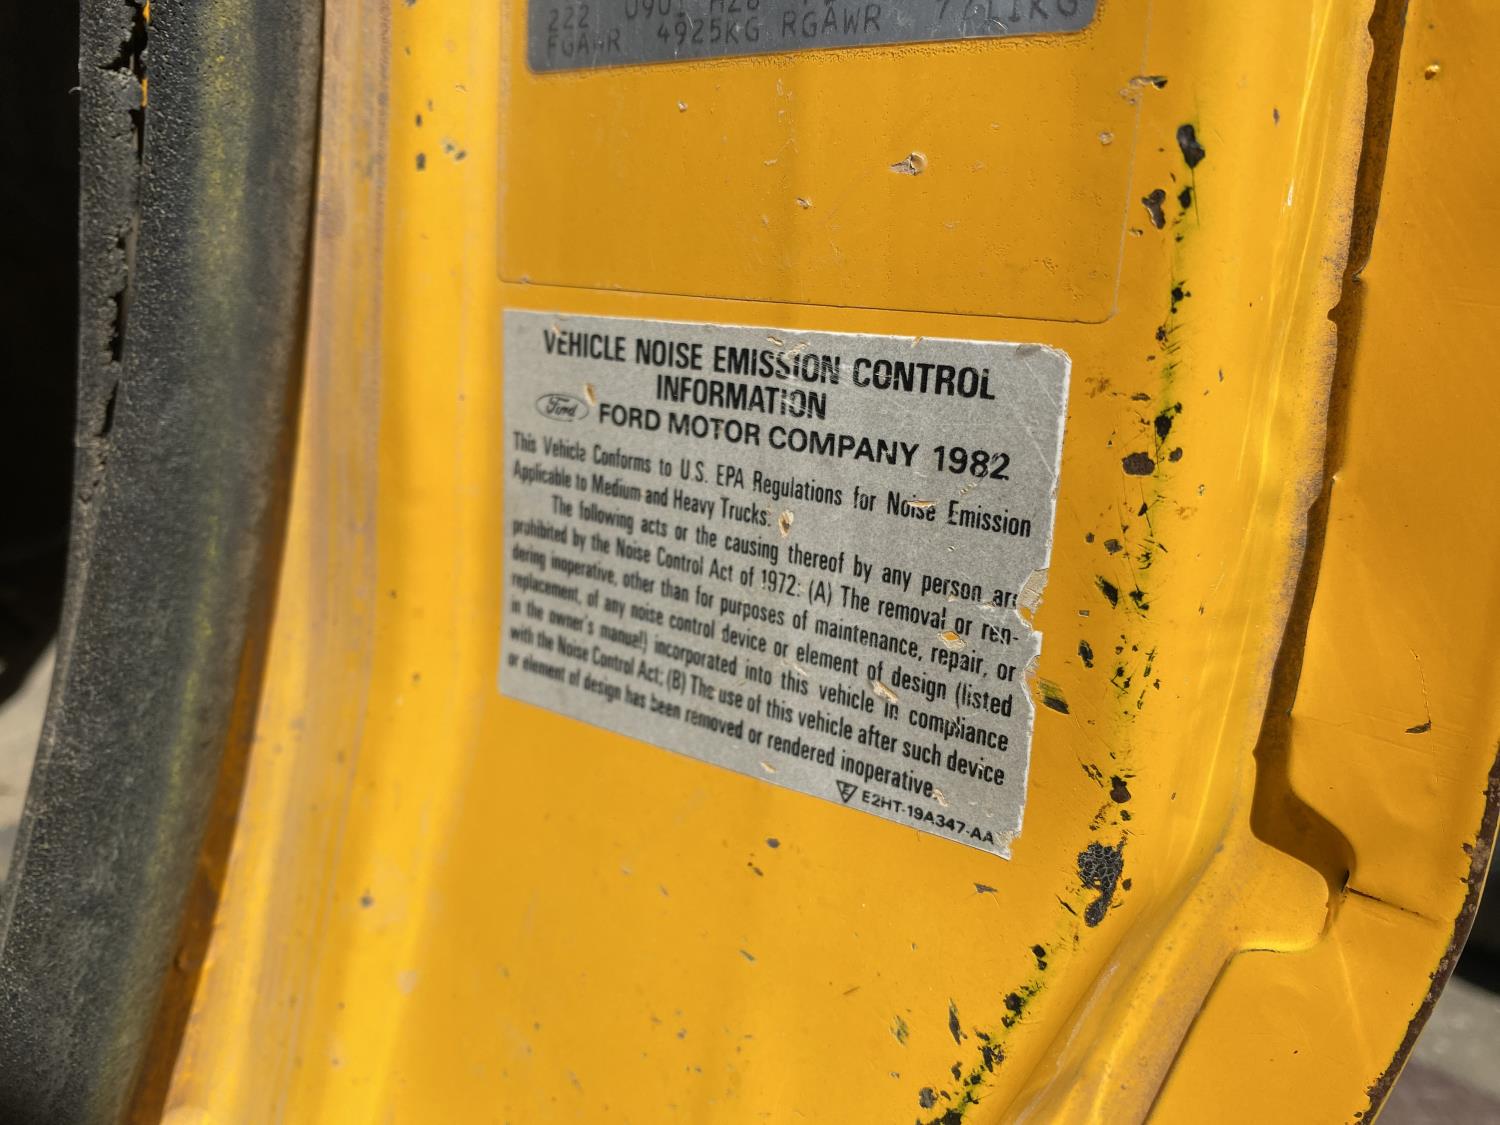 222 0901
FGAWR 4925KG RGAWR 7711KG
VEHICLE NOISE EMISSION CONTROL
INFORMATION
Ford FORD MOTOR COMPANY 1982
This Vehicle Conforms to U.S. EPA Regulations for Noise Emission
Applicable to Medium and Heavy Trucks:
The following acts or the causing thereof by any person are
prohibited by the Noise Control Act of 1972: (A) The removal or ren-
dering inoperative, other than for purposes of maintenance, repair, or
replacement, of any noise control device or element of design (listed
in the owner's manual) incorporated into this vehicle in compliance
with the Noise Control Act; (B) The use of this vehicle after such device
or element of design has been removed or rendered inoperative.
E E2HT-19A347-AA